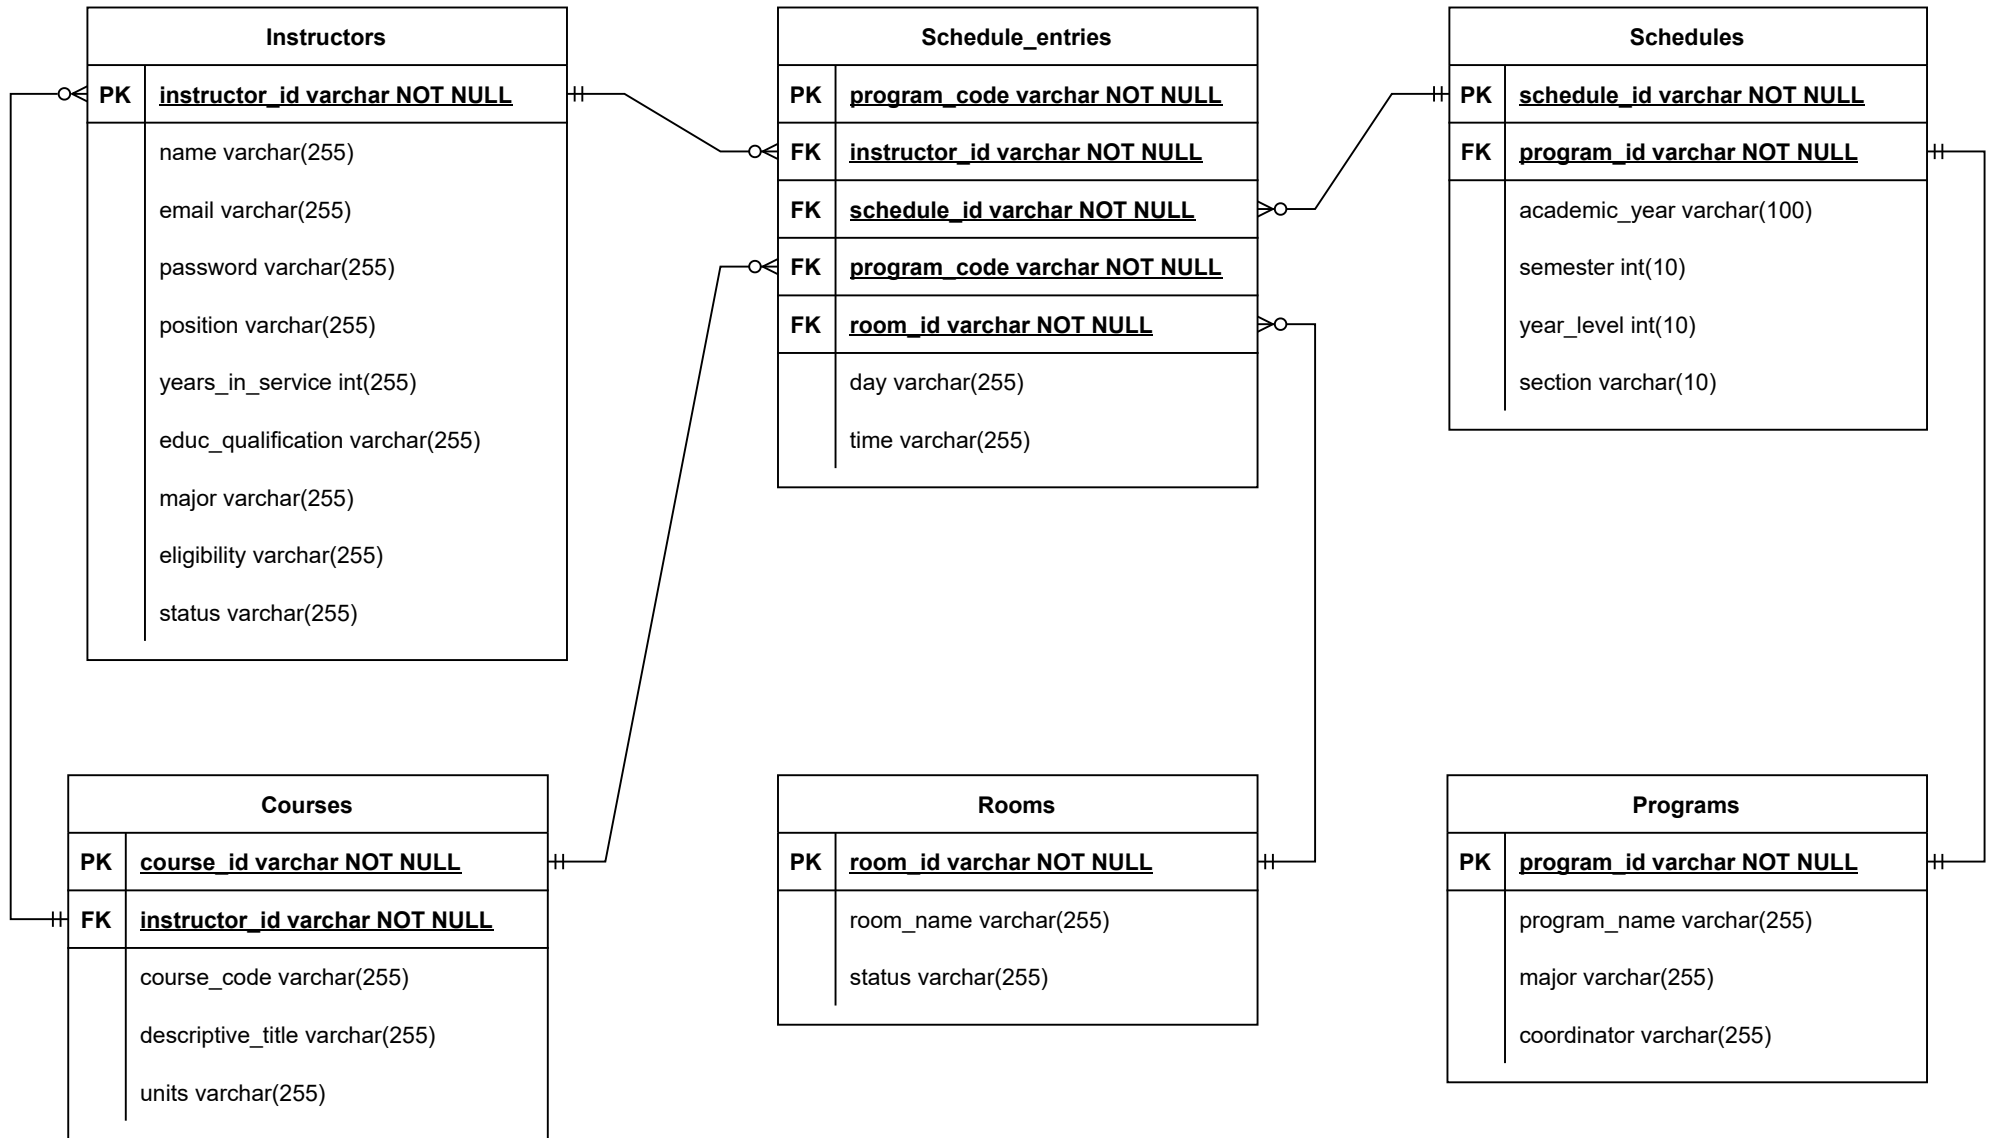 Instructors
PK instructor_id varchar NOT NULL
name varchar(255)
email varchar(255)
password varchar(255)
position varchar(255)
years_in_service int(255)
educ_qualification varchar(255)
major varchar(255)
eligibility varchar(255)
status varchar(255)
Schedule_entries
PK program_code varchar NOT NULL
FK instructor_id varchar NOT NULL
FK schedule_id varchar NOT NULL
FK program_code varchar NOT NULL
FK room_id varchar NOT NULL
day varchar(255)
time varchar(255)
Schedules
PK schedule_id varchar NOT NULL
FK program_id varchar NOT NULL
academic_year varchar(100)
semester int(10)
year_level int(10)
section varchar(10)
Courses
PK course_id varchar NOT NULL
FK instructor_id varchar NOT NULL
course_code varchar(255)
descriptive_title varchar(255)
units varchar(255)
Rooms
PK room_id varchar NOT NULL
room_name varchar(255)
status varchar(255)
Programs
PK program_id varchar NOT NULL
program_name varchar(255)
major varchar(255)
coordinator varchar(255)